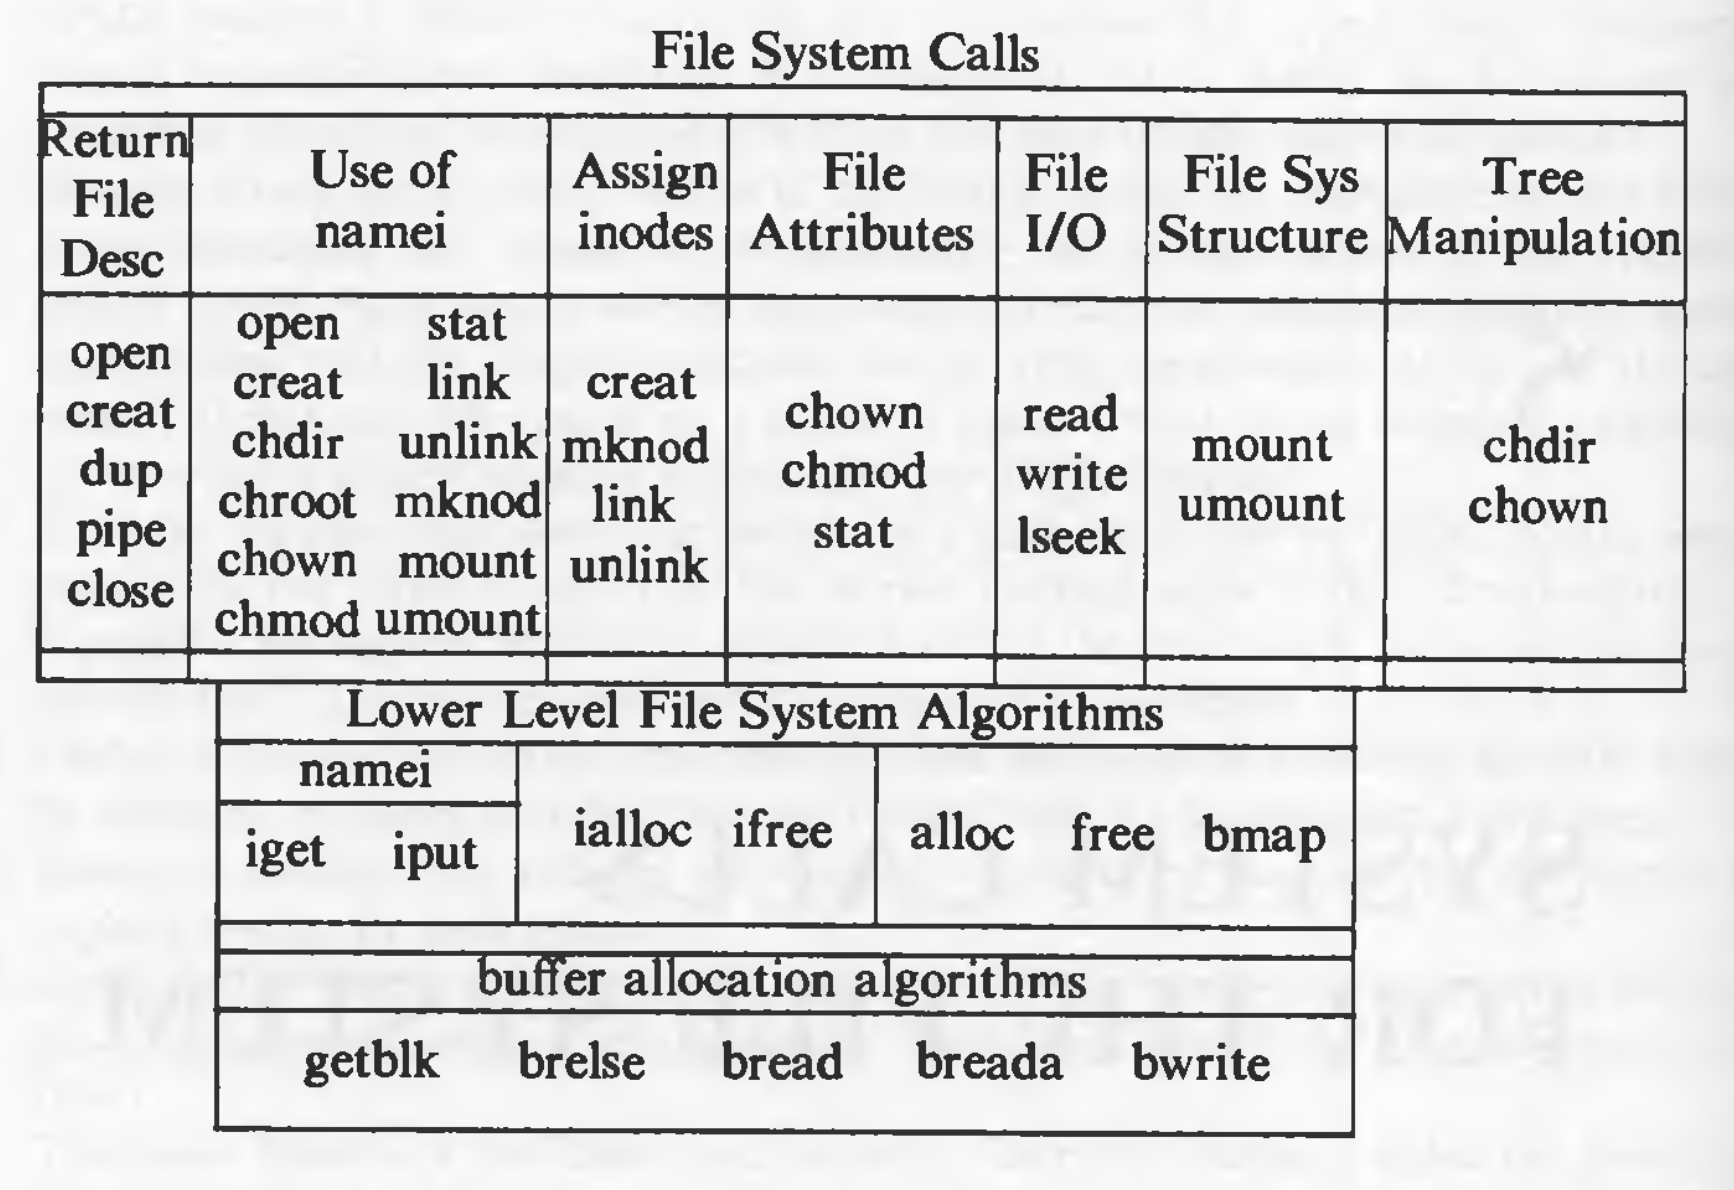 File System Calls
Return
File
Desc
Use of
namei
Assign
inodes
File
Attributes
File
I/O
File Sys
Structure
Tree
Manipulation
open
creat
dup
pipe
close
open stat
creat link
chdir unlink
chroot mknod
chown mount
chmod umount
creat
mknod
link
unlink
chown
chmod
stat
read
write
lseek
mount
umount
chdir
chown
Lower Level File System Algorithms
namei
iget iput
ialloc ifree
alloc free bmap
buffer allocation algorithms
getblk brelse bread breada bwrite